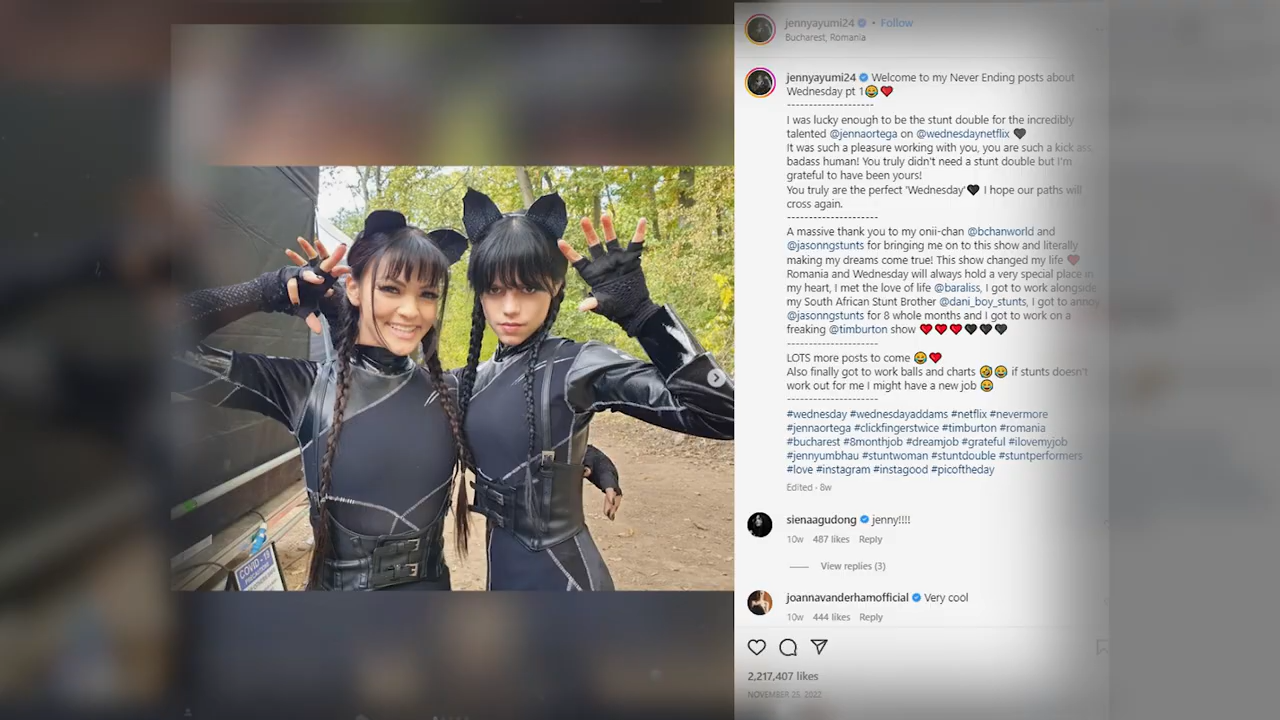 jennyayumi24 • Follow
Bucharest, Romania
jennyayumi24 Welcome to my Never Ending posts about
Wednesday pt 1😂❤️
--------------------
I was lucky enough to be the stunt double for the incredibly
talented @jennaortega on @wednesdaynetflix 🖤
It was such a pleasure working with you, you are such a kick ass,
badass human! You truly didn't need a stunt double but I'm
grateful to have been yours!
You truly are the perfect 'Wednesday'🖤 I hope our paths will
cross again.
---------------------
A massive thank you to my onii-chan @bchanworld and
@jasonngstunts for bringing me on to this show and literally
making my dreams come true! This show changed my life ❤️
Romania and Wednesday will always hold a very special place in
my heart, I met the love of life @baraliss, I got to work alongside
my South African Stunt Brother @dani_boy_stunts, I got to annoy
@jasonngstunts for 8 whole months and I got to work on a
freaking @timburton show ❤️❤️❤️🖤🖤🖤
---------------------
LOTS more posts to come 😂❤️
Also finally got to work balls and charts 🤣😂 if stunts doesn't
work out for me I might have a new job 😂
---------------------
#wednesday #wednesdayaddams #netflix #nevermore
#jennaortega #clickfingerstwice #timburton #romania
#bucharest #8monthjob #dreamjob #grateful #ilovemyjob
#jennyumbhau #stuntwoman #stuntdouble #stuntperformers
#love #instagram #instagood #picoftheday
Edited · 8w
sienaagudong jenny!!!!
10w 487 likes Reply
View replies (3)
joannavanderhamofficial Very cool
10w 444 likes Reply
2,217,407 likes
NOVEMBER 25, 2022
COVID -19